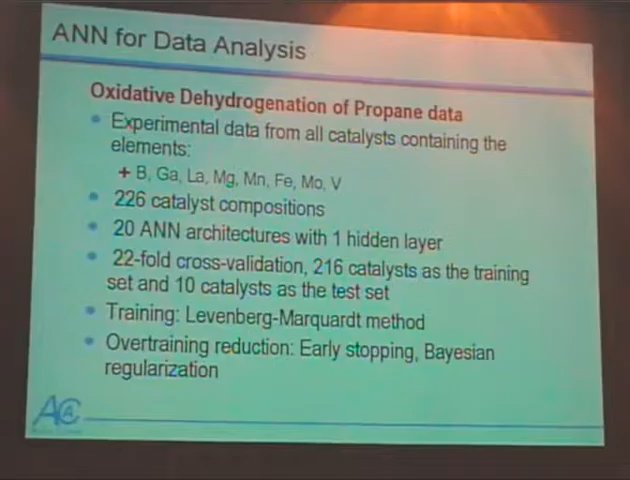 ANN for Data Analysis
Oxidative Dehydrogenation of Propane data
• Experimental data from all catalysts containing the
elements:
+ B, Ga, La, Mg, Mn, Fe, Mo, V
• 226 catalyst compositions
• 20 ANN architectures with 1 hidden layer
• 22-fold cross-validation, 216 catalysts as the training
set and 10 catalysts as the test set
• Training: Levenberg-Marquardt method
• Overtraining reduction: Early stopping, Bayesian
regularization